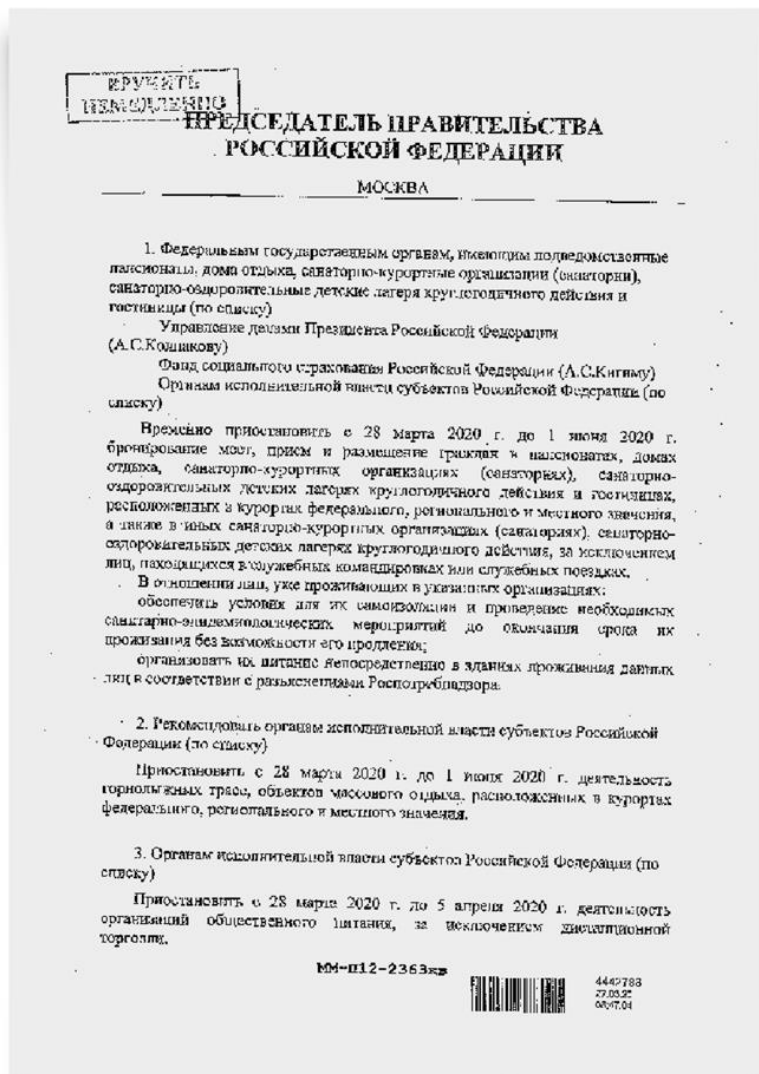 ВРУЧИТЬ
НЕМЕДЛЕННО
ПРЕДСЕДАТЕЛЬ ПРАВИТЕЛЬСТВА
РОССИЙСКОЙ ФЕДЕРАЦИИ
МОСКВА
1. Федеральным государственным органам, имеющим подведомственные
пансионаты, дома отдыха, санаторно-курортные организации (санатории),
санаторно-оздоровительные детские лагеря круглогодичного действия и
гостиницы (по списку)
Управление делами Президента Российской Федерации
(А.С.Колпакову)
Фонд социального страхования Российской Федерации (А.С.Кигиму)
Органам исполнительной власти субъектов Российской Федерации (по
списку)
Временно приостановить с 28 марта 2020 г. до 1 июня 2020 г.
бронирование мест, прием и размещение граждан в пансионатах, домах
отдыха, санаторно-курортных организациях (санаториях), санаторно-
оздоровительных детских лагерях круглогодичного действия и гостиницах,
расположенных в курортах федерального, регионального и местного значения,
а также в иных санаторно-курортных организациях (санаториях), санаторно-
оздоровительных детских лагерях круглогодичного действия, за исключением
лиц, находящихся в служебных командировках или служебных поездках.
В отношении лиц, уже проживающих в указанных организациях:
обеспечить условия для их самоизоляции и проведение необходимых
санитарно-эпидемиологических мероприятий до окончания срока их
проживания без возможности его продления;
организовать их питание непосредственно в зданиях проживания данных
лиц в соответствии с разъяснениями Роспотребнадзора.
2. Рекомендовать органам исполнительной власти субъектов Российской
Федерации (по списку)
Приостановить с 28 марта 2020 г. до 1 июня 2020 г. деятельность
горнолыжных трасс, объектов массового отдыха, расположенных в курортах
федерального, регионального и местного значения.
3. Органам исполнительной власти субъектов Российской Федерации (по
списку)
Приостановить с 28 марта 2020 г. до 5 апреля 2020 г. деятельность
организаций общественного питания, за исключением дистанционной
торговли.
ММ-П12-2363кв
4442788
27.03.20